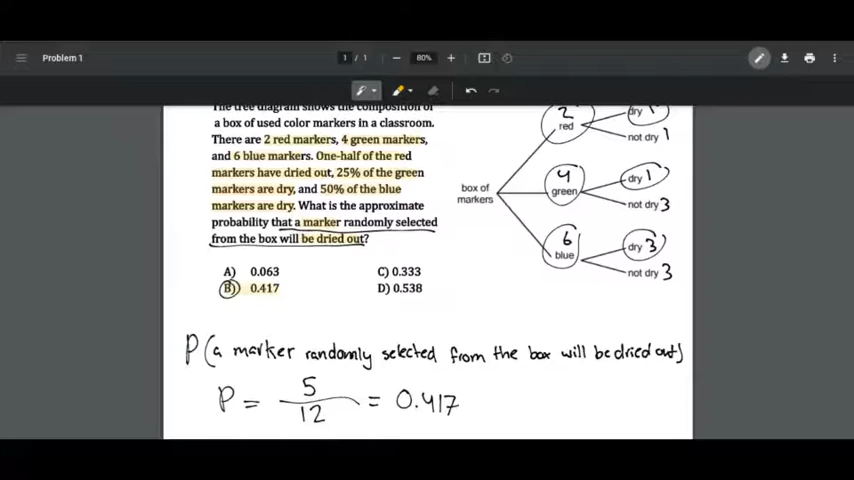 Problem 1
1 / 1
80%
The tree diagram shows the composition of
a box of used color markers in a classroom.
There are 2 red markers, 4 green markers,
and 6 blue markers. One-half of the red
markers have dried out, 25% of the green
markers are dry, and 50% of the blue
markers are dry. What is the approximate
probability that a marker randomly selected
from the box will be dried out?
A) 0.063
B) 0.417
C) 0.333
D) 0.538
box of
markers
2
red
dry 1
not dry 1
4
green
dry 1
not dry 3
6
blue
dry 3
not dry 3
P(a marker randomly selected from the box will be dried out)
P = 5/12 = 0.417